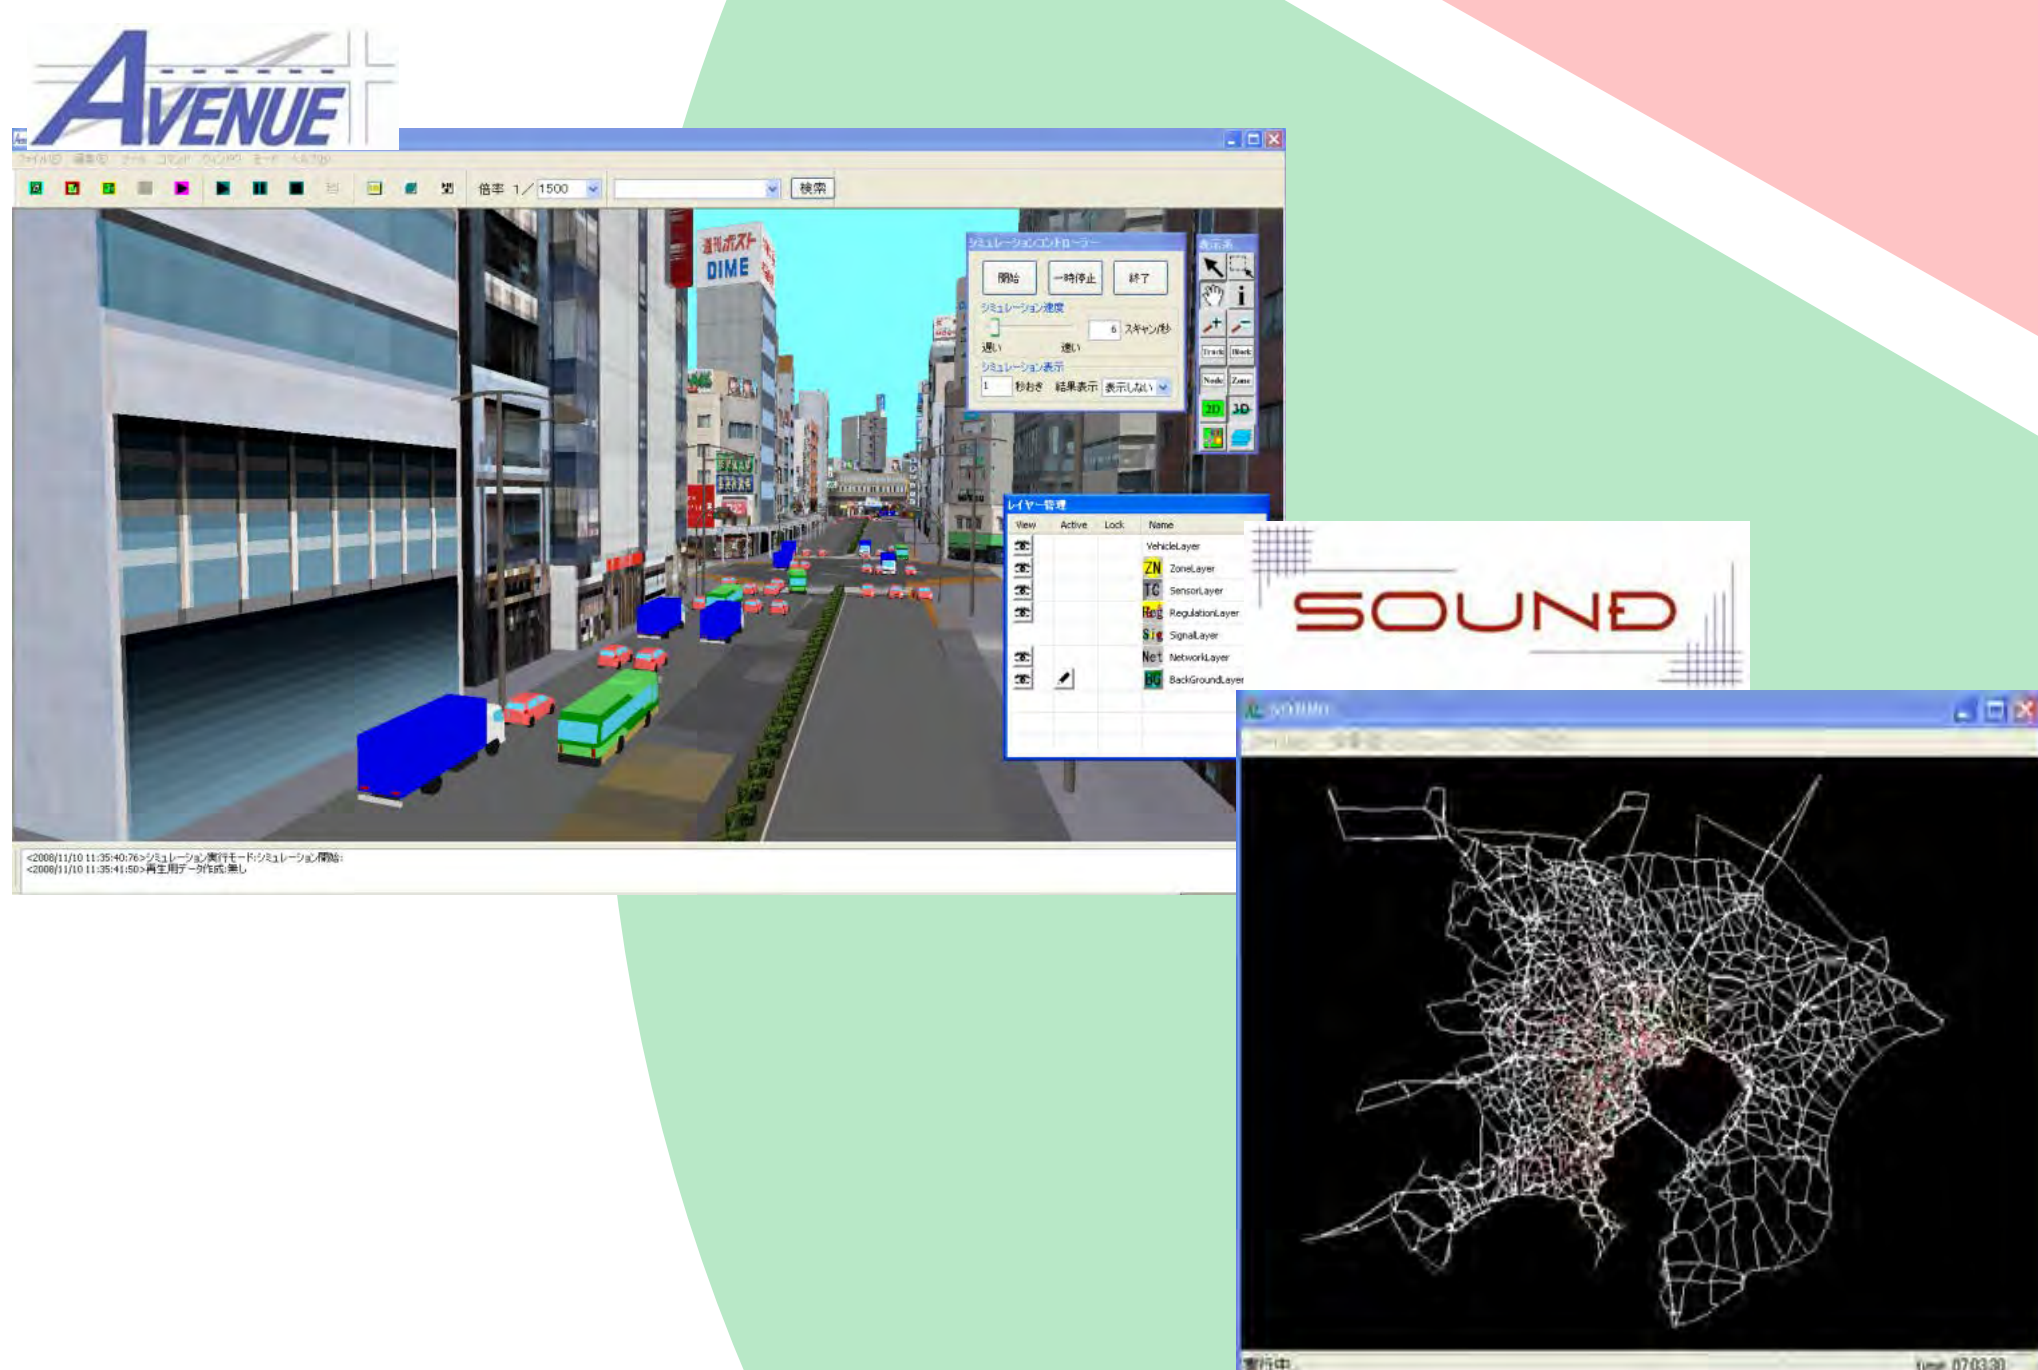 AVENUE
倍率 1／ 1500
検索
週刊ポスト
DIME
シミュレーションコントローラー
開始 一時停止 終了
シミュレーション速度
6 スキャン/秒
遅い 速い
シミュレーション表示
1 秒おき 結果表示 表示しない
表示系
Track Block
Node Zone
2D 3D
レイヤー管理
View Active Lock Name
VehicleLayer
ZN ZoneLayer
TC SensorLayer
Reg RegulationLayer
Sig SignalLayer
Net NetworkLayer
BG BackGroundLayer
<2008/11/10 11:35:40:76>シミュレーション実行モード:シミュレーション開始:
<2008/11/10 11:35:41:50>再生用データ作成:無し
SOUND
実行中
time 07:03:30